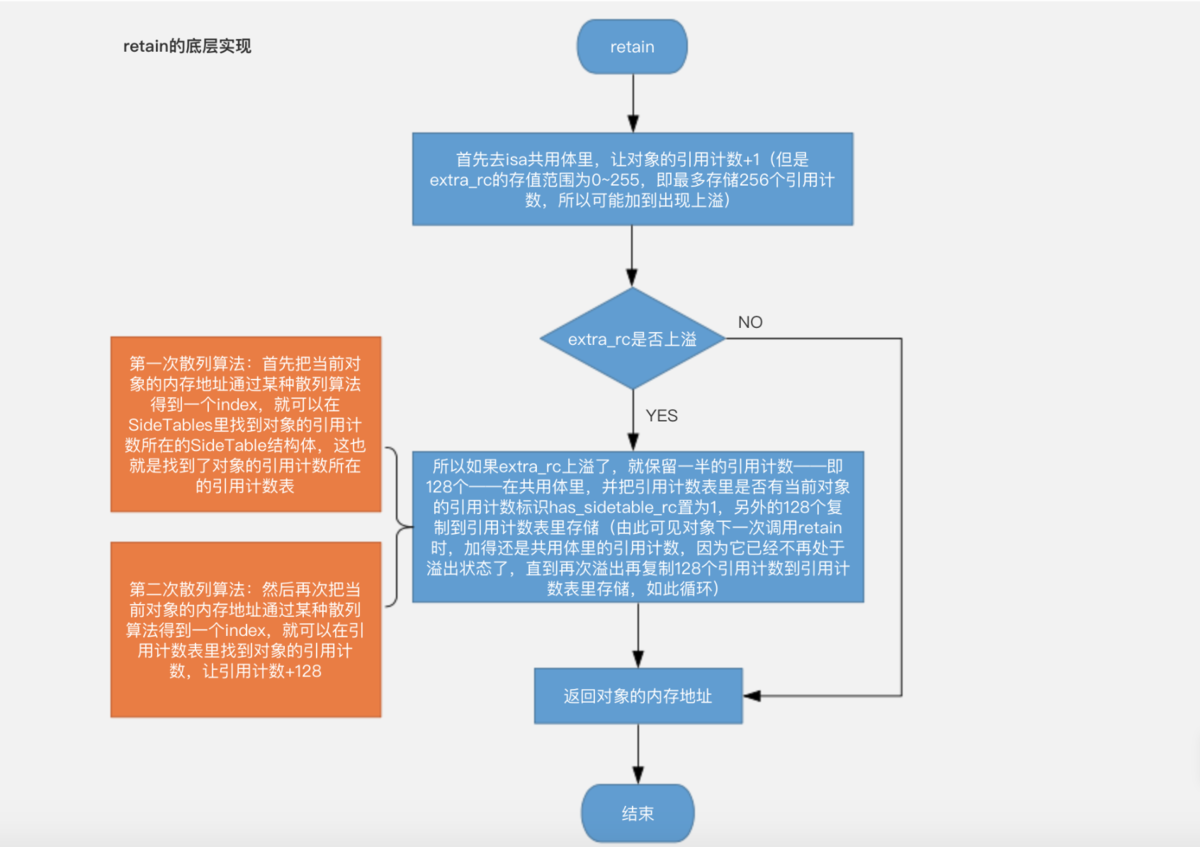 retain的底层实现
retain
首先去isa共用体里，让对象的引用计数+1（但是
extra_rc的存值范围为0~255，即最多存储256个引用计
数，所以可能加到出现上溢）
extra_rc是否上溢
NO
YES
第一次散列算法：首先把当前对
象的内存地址通过某种散列算法
得到一个index，就可以在
SideTables里找到对象的引用计
数所在的SideTable结构体，这也
就是找到了对象的引用计数所在
的引用计数表
所以如果extra_rc上溢了，就保留一半的引用计数——即
128个——在共用体里，并把引用计数表里是否有当前对象
的引用计数标识has_sidetable_rc置为1，另外的128个复
制到引用计数表里存储（由此可见对象下一次调用retain
时，加得还是共用体里的引用计数，因为它已经不再处于
溢出状态了，直到再次溢出再复制128个引用计数到引用计
数表里存储，如此循环）
第二次散列算法：然后再次把当
前对象的内存地址通过某种散列
算法得到一个index，就可以在引
用计数表里找到对象的引用计
数，让引用计数+128
返回对象的内存地址
结束